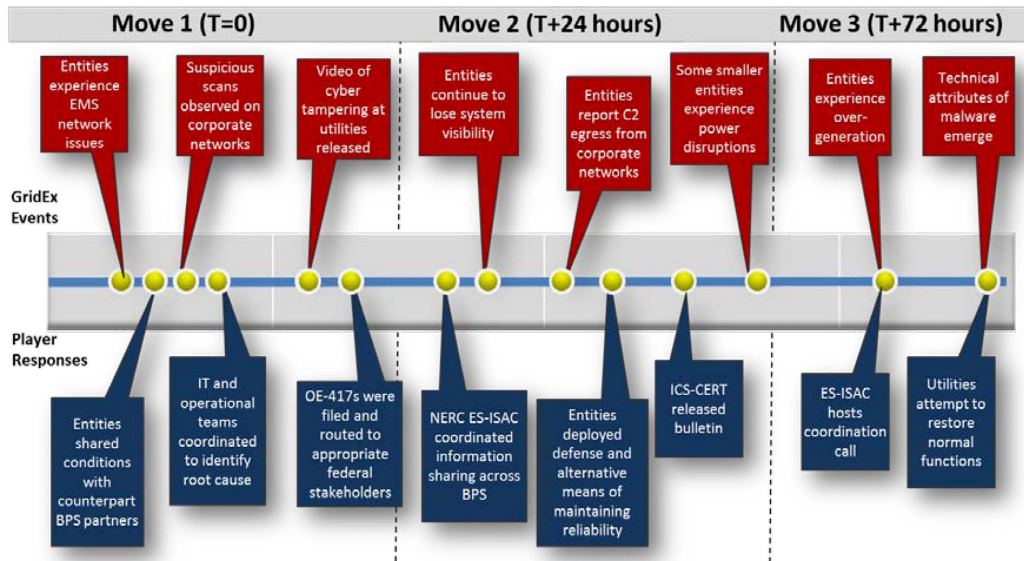 Move 1 (T=0)
Move 2 (T+24 hours)
Move 3 (T+72 hours)
Entities
experience
EMS
network
issues
Suspicious
scans
observed on
corporate
networks
Video of
cyber
tampering at
utilities
released
Entities
continue to
lose system
visibility
Entities
report C2
egress from
corporate
networks
Some smaller
entities
experience
power
disruptions
Entities
experience
over-
generation
Technical
attributes of
malware
emerge
GridEx
Events
Player
Responses
Entities
shared
conditions
with
counterpart
BPS partners
IT and
operational
teams
coordinated
to identify
root cause
OE-417s were
filed and
routed to
appropriate
federal
stakeholders
NERC ES-ISAC
coordinated
information
sharing across
BPS
Entities
deployed
defense and
alternative
means of
maintaining
reliability
ICS-CERT
released
bulletin
ES-ISAC
hosts
coordination
call
Utilities
attempt to
restore
normal
functions